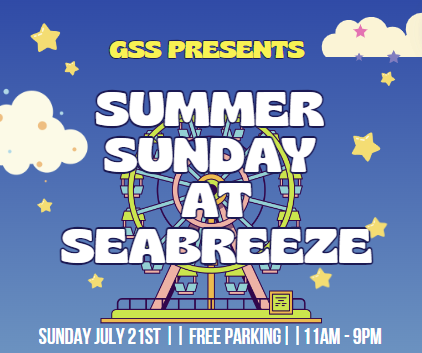 GSS PRESENTS
SUMMER
SUNDAY
AT
SEABREEZE
SUNDAY JULY 21ST || FREE PARKING||11AM - 9PM